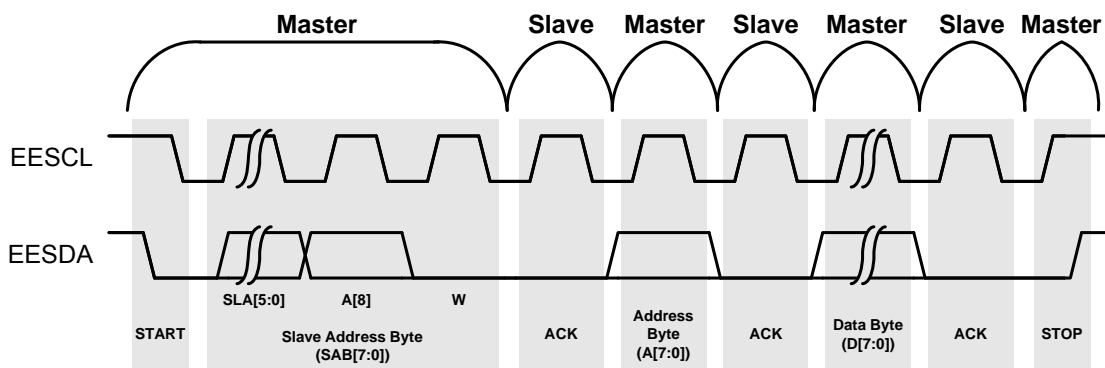 Master Slave Master Slave Master Slave Master
EESCL
EESDA
SLA[5:0] A[8] W
START
Slave Address Byte
(SAB[7:0])
ACK
Address
Byte
(A[7:0])
ACK
Data Byte
(D[7:0])
ACK
STOP